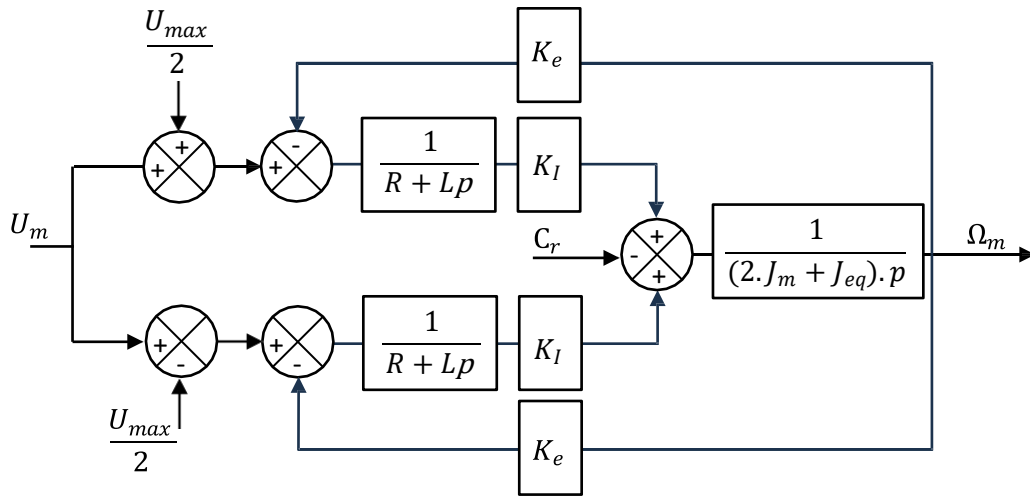 U_max
2
K_e
+
+
-
+
1
R + Lp
K_I
U_m
C_r
+
-
+
1
(2.J_m + J_eq).p
Ω_m
+
-
+
-
1
R + Lp
K_I
U_max
2
K_e